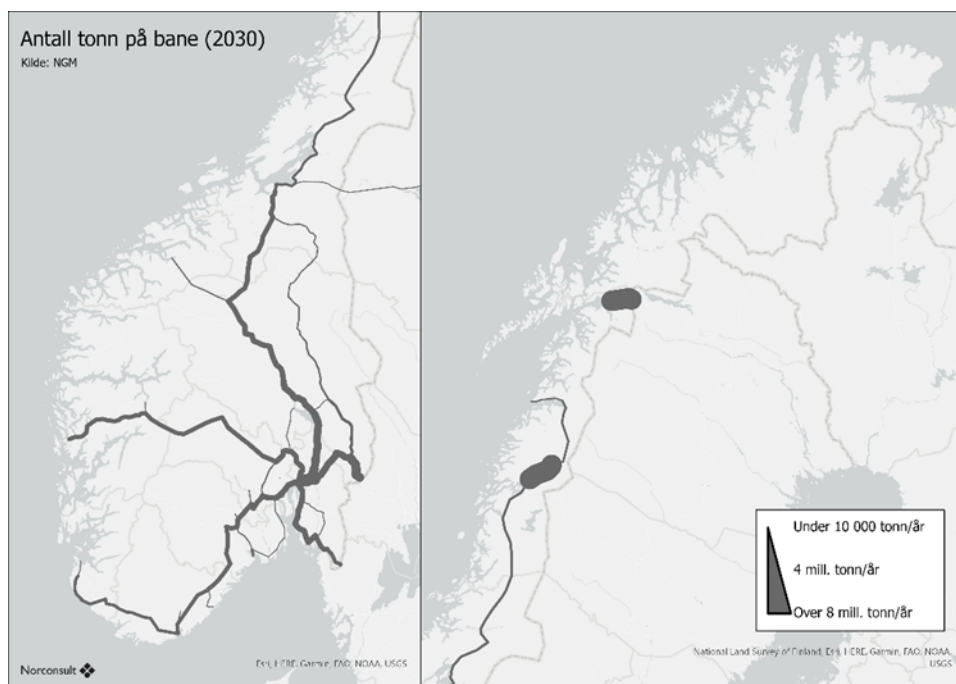 Antall tonn på bane (2030)
Kilde: NGM
Norconsult
Esri, HERE, Garmin, FAO, NOAA, USGS
Under 10 000 tonn/år
4 mill. tonn/år
Over 8 mill. tonn/år
National Land Survey of Finland, Esri, HERE, Garmin, FAO, NOAA,
USGS